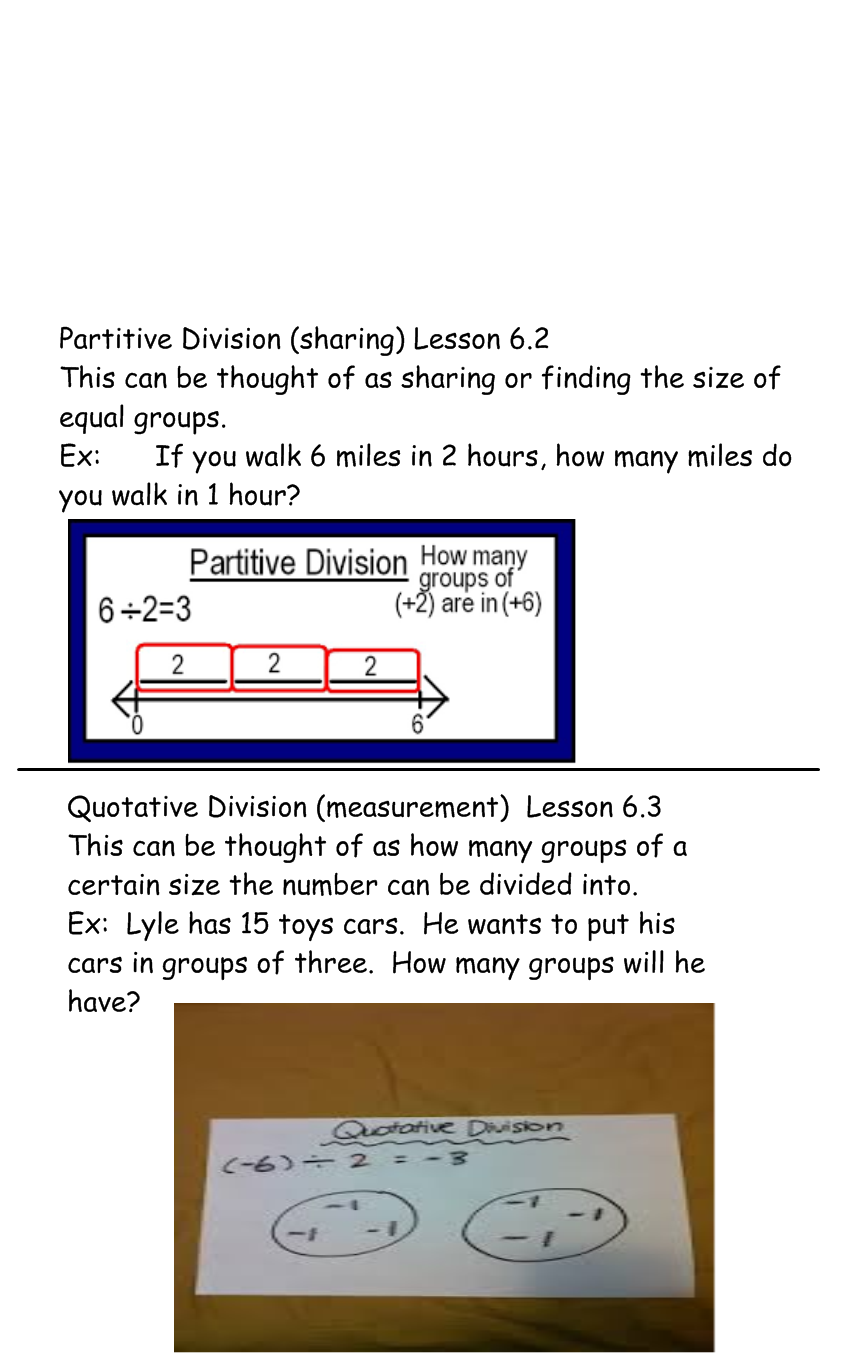 Partitive Division (sharing) Lesson 6.2
This can be thought of as sharing or finding the size of
equal groups.
Ex: If you walk 6 miles in 2 hours, how many miles do
you walk in 1 hour?
Partitive Division
How many
groups of
(+2) are in (+6)
6÷2=3
2 2 2
0 6
Quotative Division (measurement) Lesson 6.3
This can be thought of as how many groups of a
certain size the number can be divided into.
Ex: Lyle has 15 toys cars. He wants to put his
cars in groups of three. How many groups will he
have?
Quotative Division
(-6) ÷ 2 = -3
-1 -1
-1 -1 -1
-1